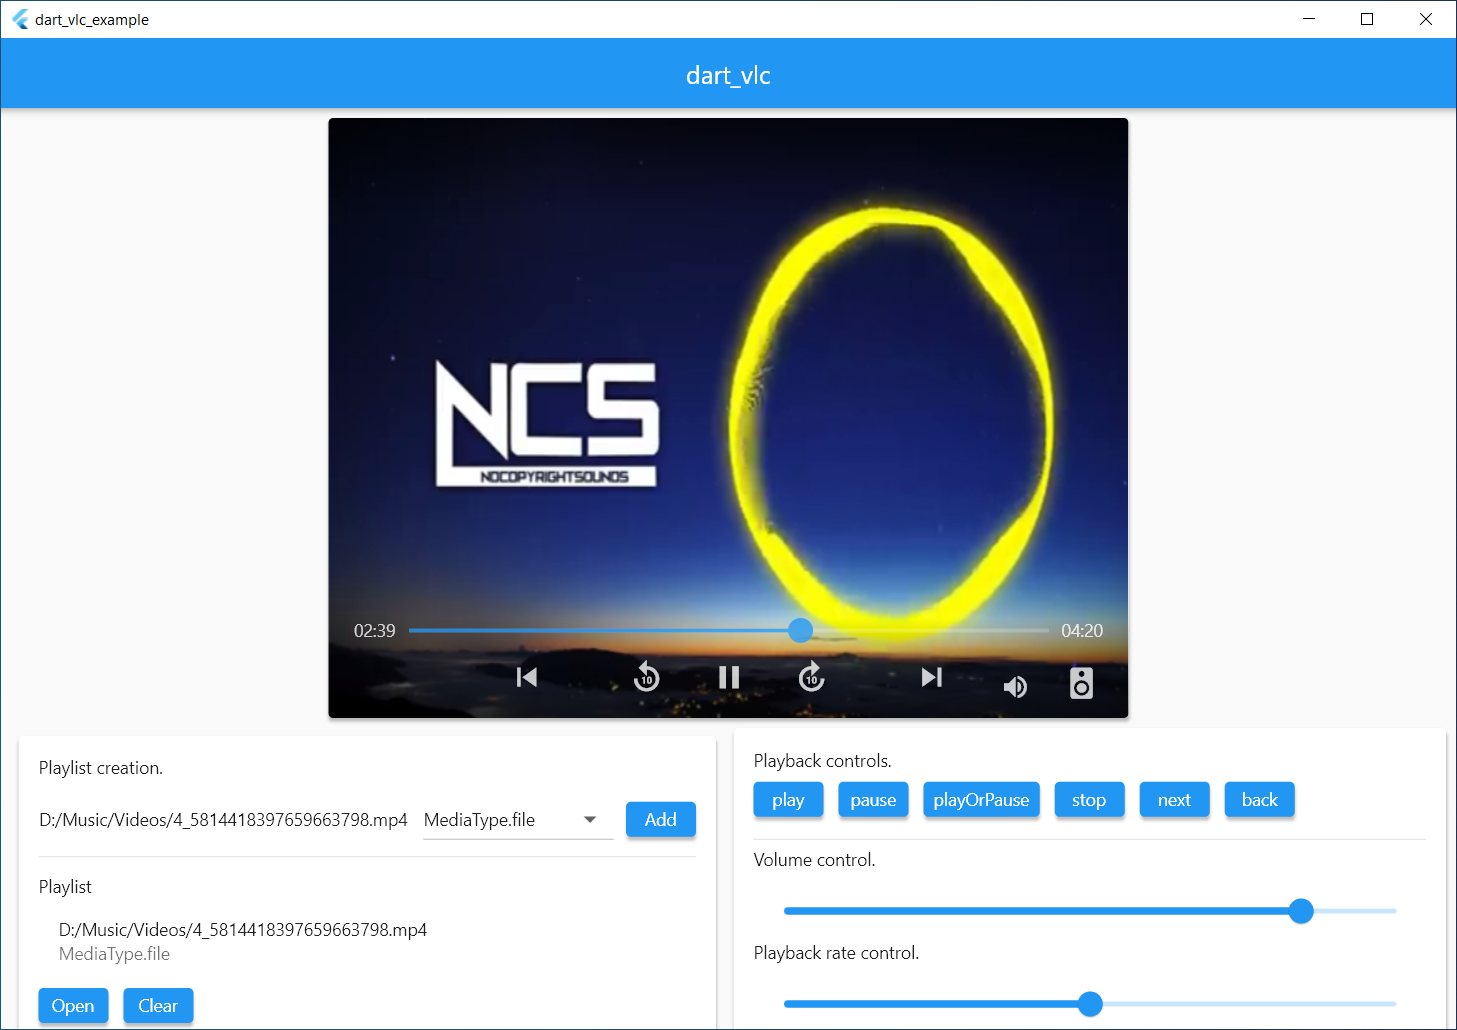 dart_vlc_example
dart_vlc
NCS
NOCOPYRIGHTSOUNDS
02:39
04:20
10
10
Playlist creation.
D:/Music/Videos/4_5814418397659663798.mp4
MediaType.file
Add
Playlist
D:/Music/Videos/4_5814418397659663798.mp4
MediaType.file
Open
Clear
Playback controls.
play
pause
playOrPause
stop
next
back
Volume control.
Playback rate control.